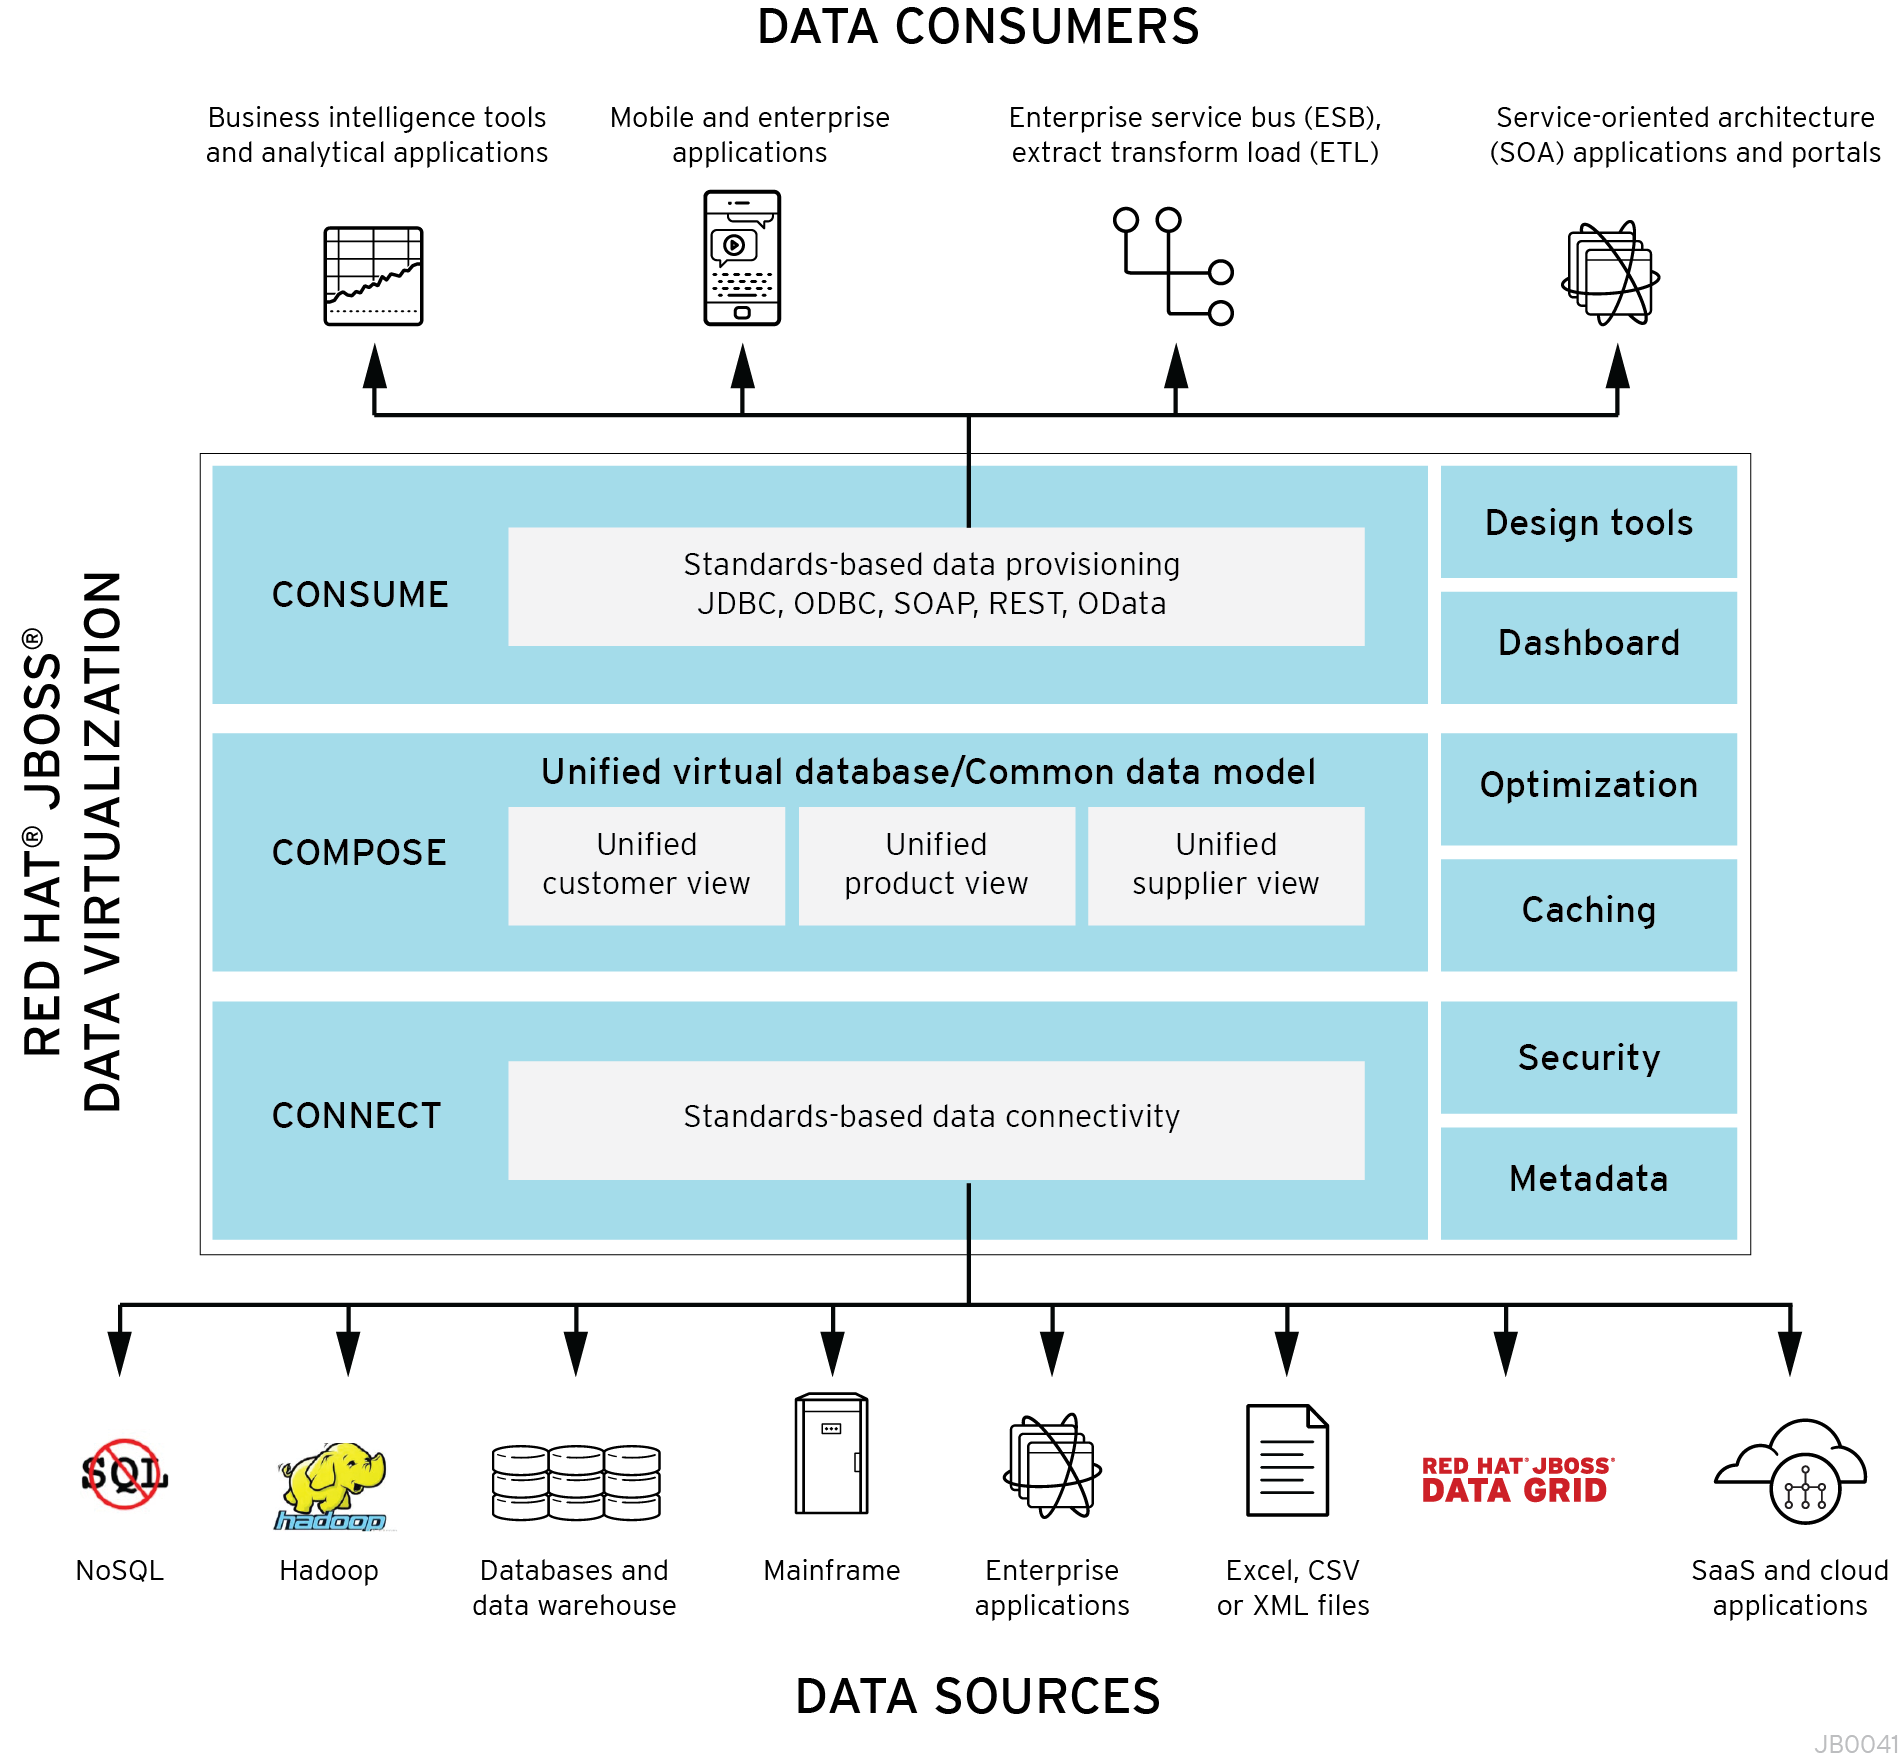 DATA CONSUMERS
Business intelligence tools
and analytical applications
Mobile and enterprise
applications
Enterprise service bus (ESB),
extract transform load (ETL)
Service-oriented architecture
(SOA) applications and portals
RED HAT® JBOSS®
DATA VIRTUALIZATION
CONSUME
Standards-based data provisioning
JDBC, ODBC, SOAP, REST, OData
Design tools
Dashboard
COMPOSE
Unified virtual database/Common data model
Unified
customer view
Unified
product view
Unified
supplier view
Optimization
Caching
CONNECT
Standards-based data connectivity
Security
Metadata
SQL
hadoop
RED HAT® JBOSS®
DATA GRID
NoSQL
Hadoop
Databases and
data warehouse
Mainframe
Enterprise
applications
Excel, CSV
or XML files
SaaS and cloud
applications
DATA SOURCES
JB0041